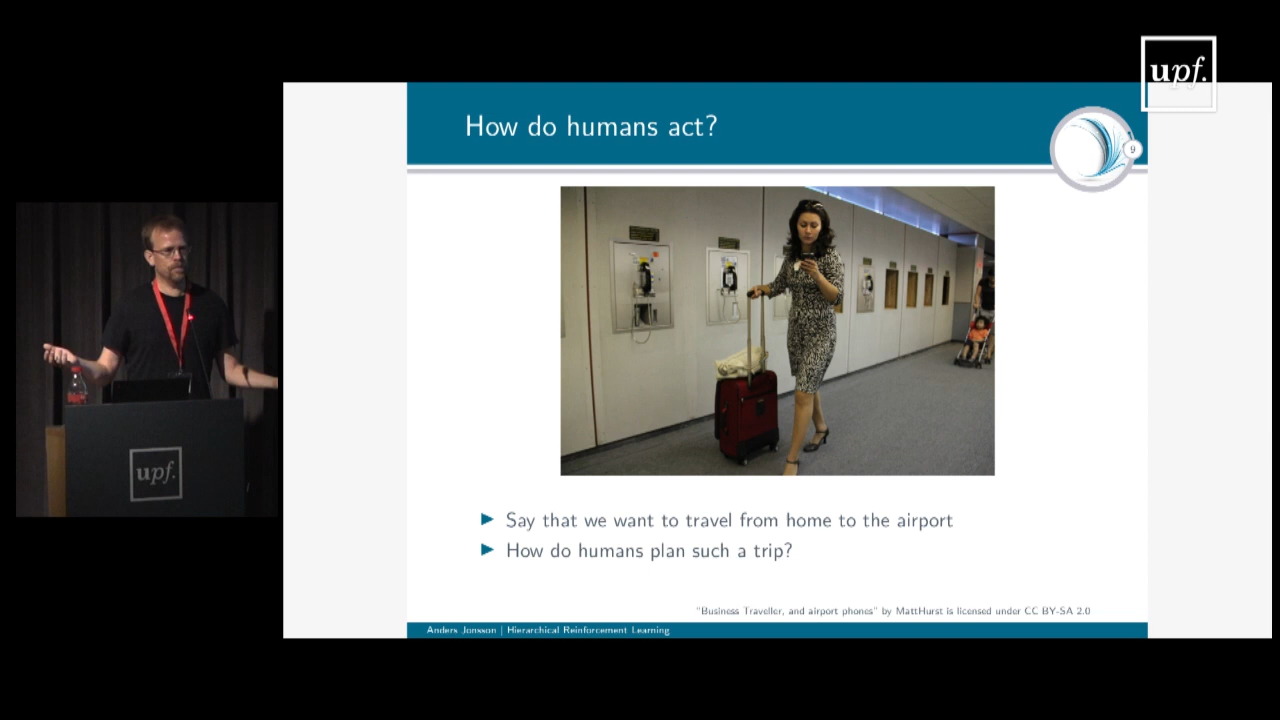 upf.
How do humans act?
9
Say that we want to travel from home to the airport
How do humans plan such a trip?
"Business Traveller, and airport phones" by MattHurst is licensed under CC BY-SA 2.0
Anders Jonsson | Hierarchical Reinforcement Learning
upf.